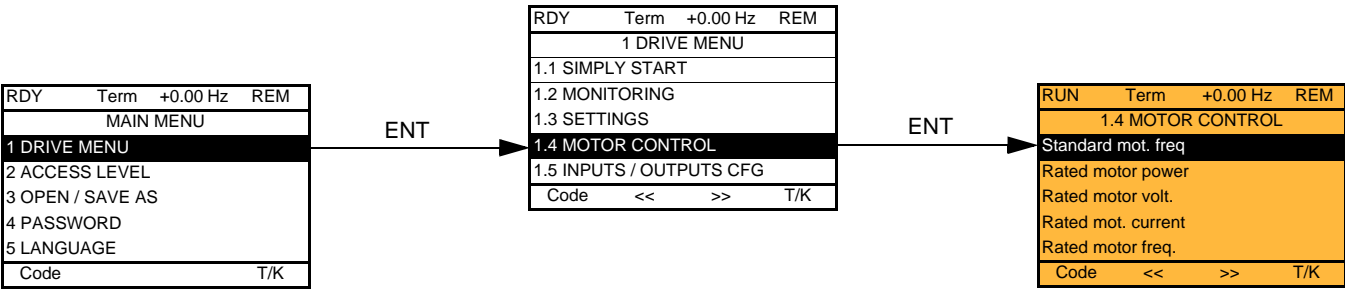 RDY Term +0.00 Hz REM
MAIN MENU
1 DRIVE MENU
2 ACCESS LEVEL
3 OPEN / SAVE AS
4 PASSWORD
5 LANGUAGE
Code T/K
ENT
RDY Term +0.00 Hz REM
1 DRIVE MENU
1.1 SIMPLY START
1.2 MONITORING
1.3 SETTINGS
1.4 MOTOR CONTROL
1.5 INPUTS / OUTPUTS CFG
Code << >> T/K
ENT
RUN Term +0.00 Hz REM
1.4 MOTOR CONTROL
Standard mot. freq
Rated motor power
Rated motor volt.
Rated mot. current
Rated motor freq.
Code << >> T/K